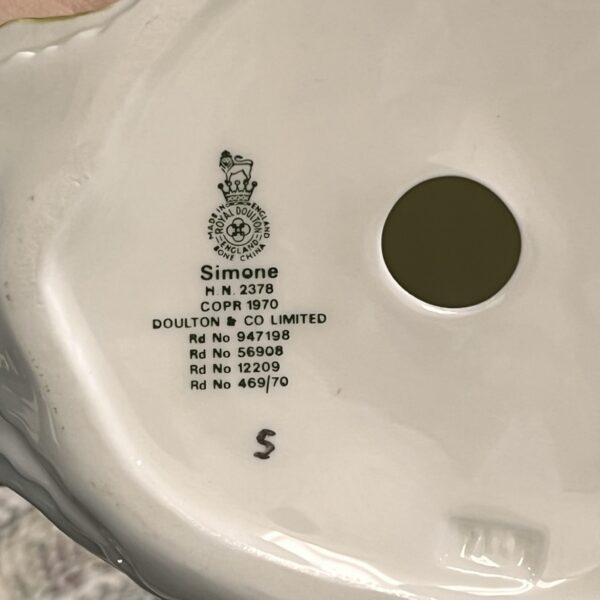 MADE IN ENGLAND
ROYAL DOULTON
ENGLAND
BONE CHINA
Simone
H.N. 2378
COPR 1970
DOULTON & CO LIMITED
Rd No 947198
Rd No 56908
Rd No 12209
Rd No 469/70
S